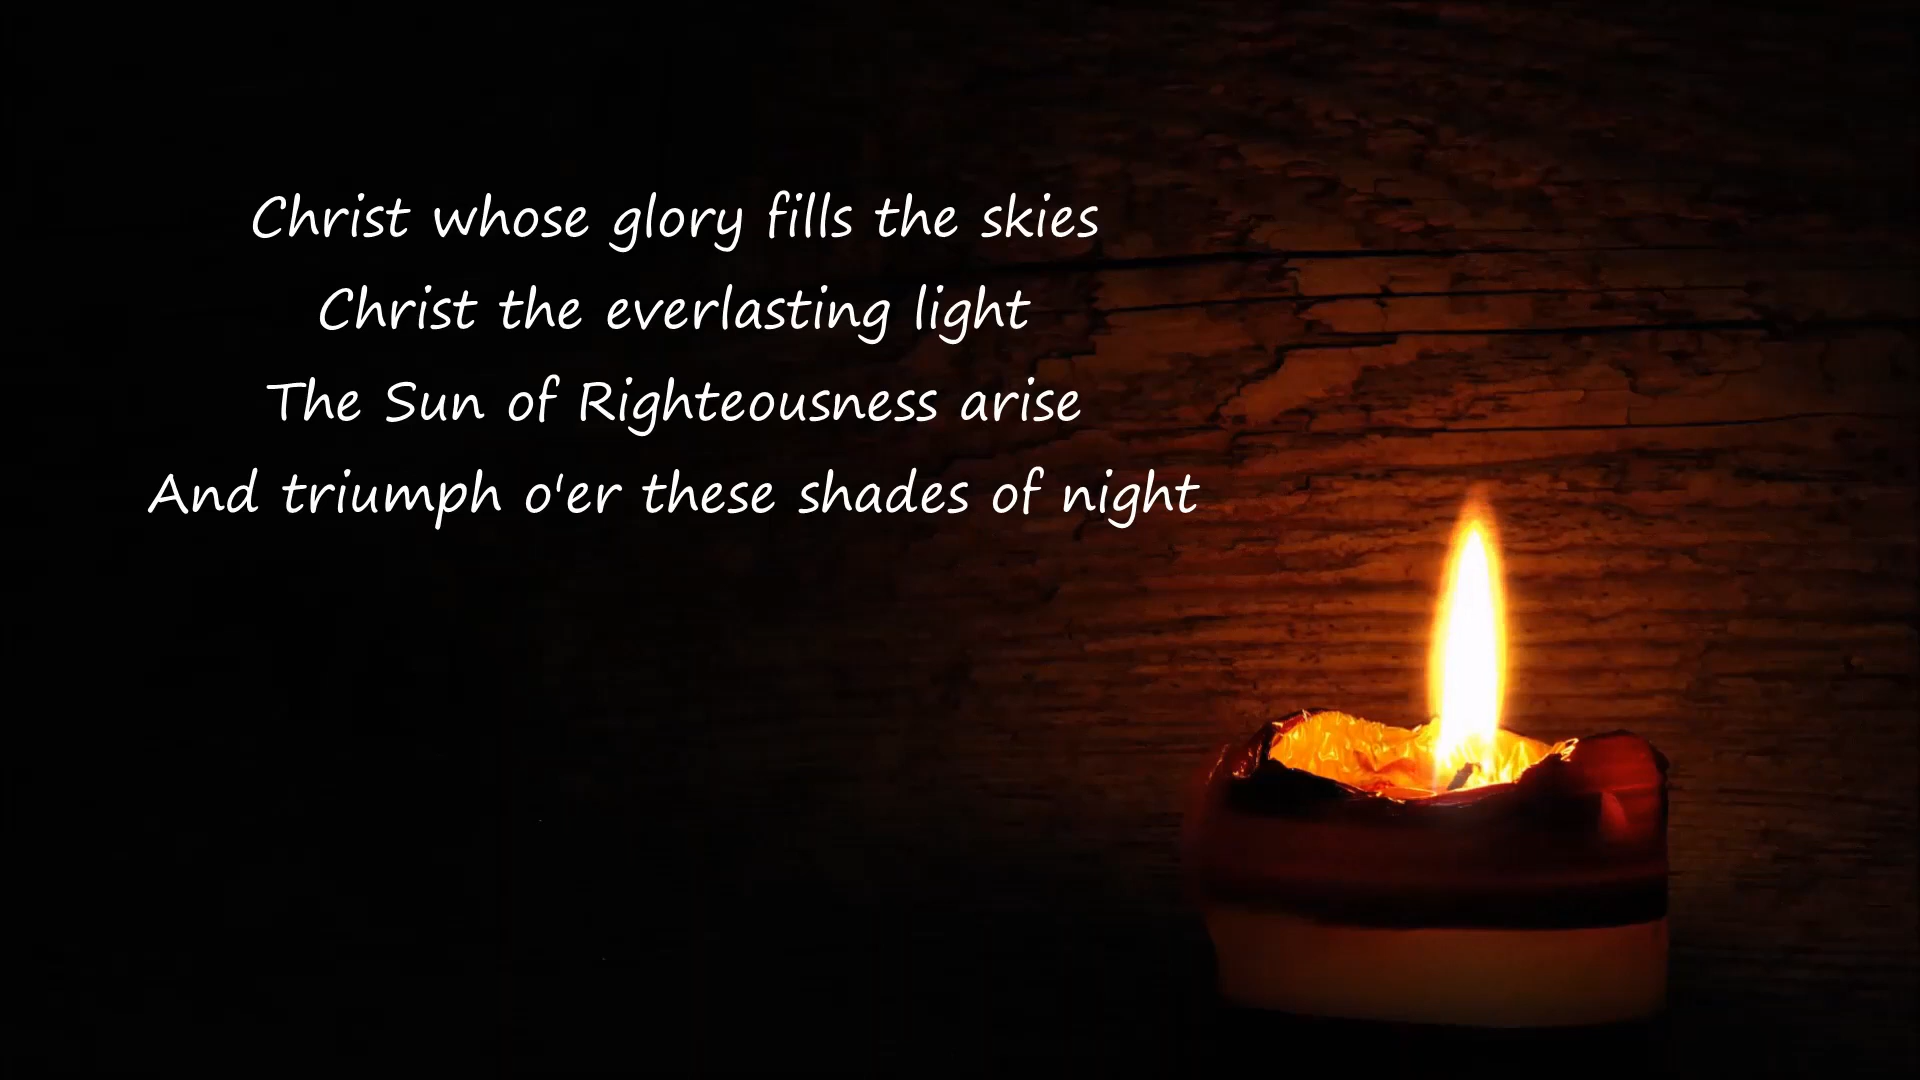 Christ whose glory fills the skies
Christ the everlasting light
The Sun of Righteousness arise
And triumph o'er these shades of night